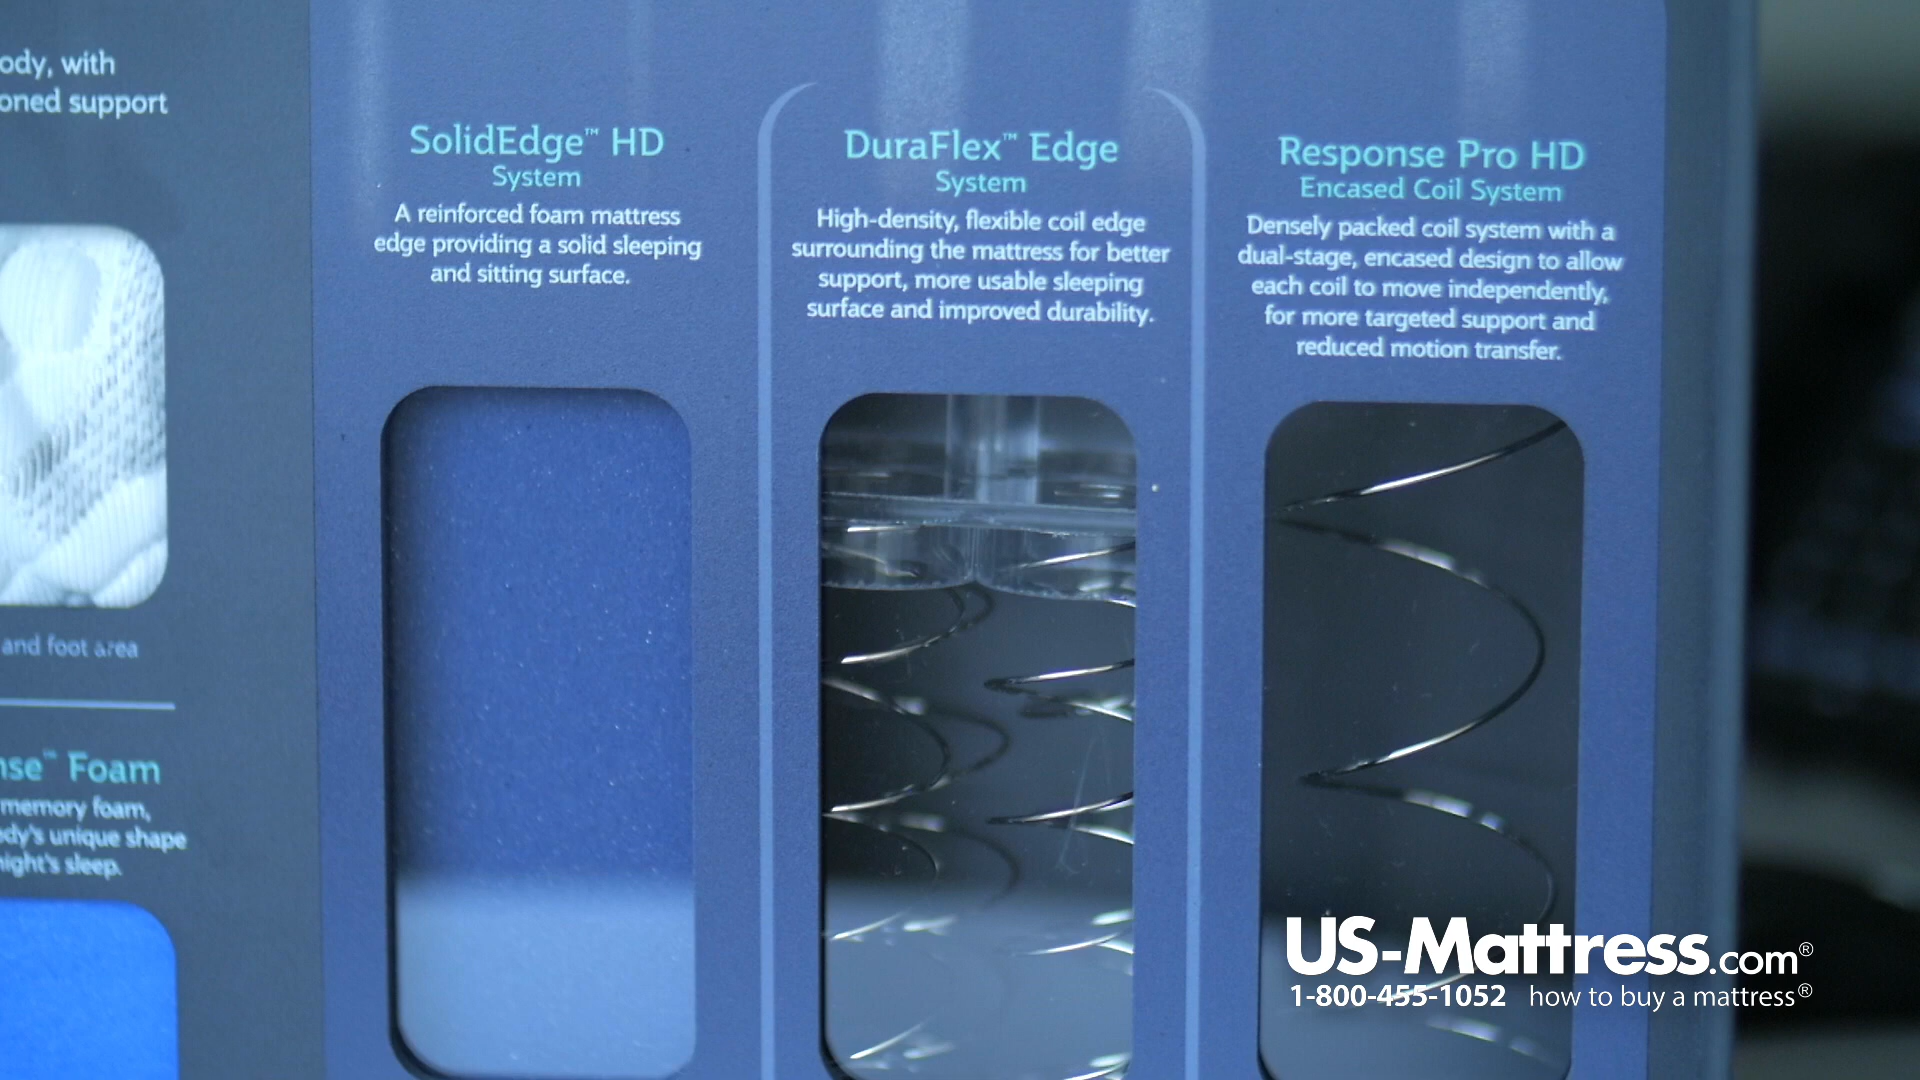 ody, with
oned support
and foot area
nse™ Foam
memory foam,
ody's unique shape
night's sleep.
SolidEdge™ HD
System
A reinforced foam mattress
edge providing a solid sleeping
and sitting surface.
DuraFlex™ Edge
System
High-density, flexible coil edge
surrounding the mattress for better
support, more usable sleeping
surface and improved durability.
Response Pro HD
Encased Coil System
Densely packed coil system with a
dual-stage, encased design to allow
each coil to move independently,
for more targeted support and
reduced motion transfer.
US-Mattress.com®
1-800-455-1052 how to buy a mattress®